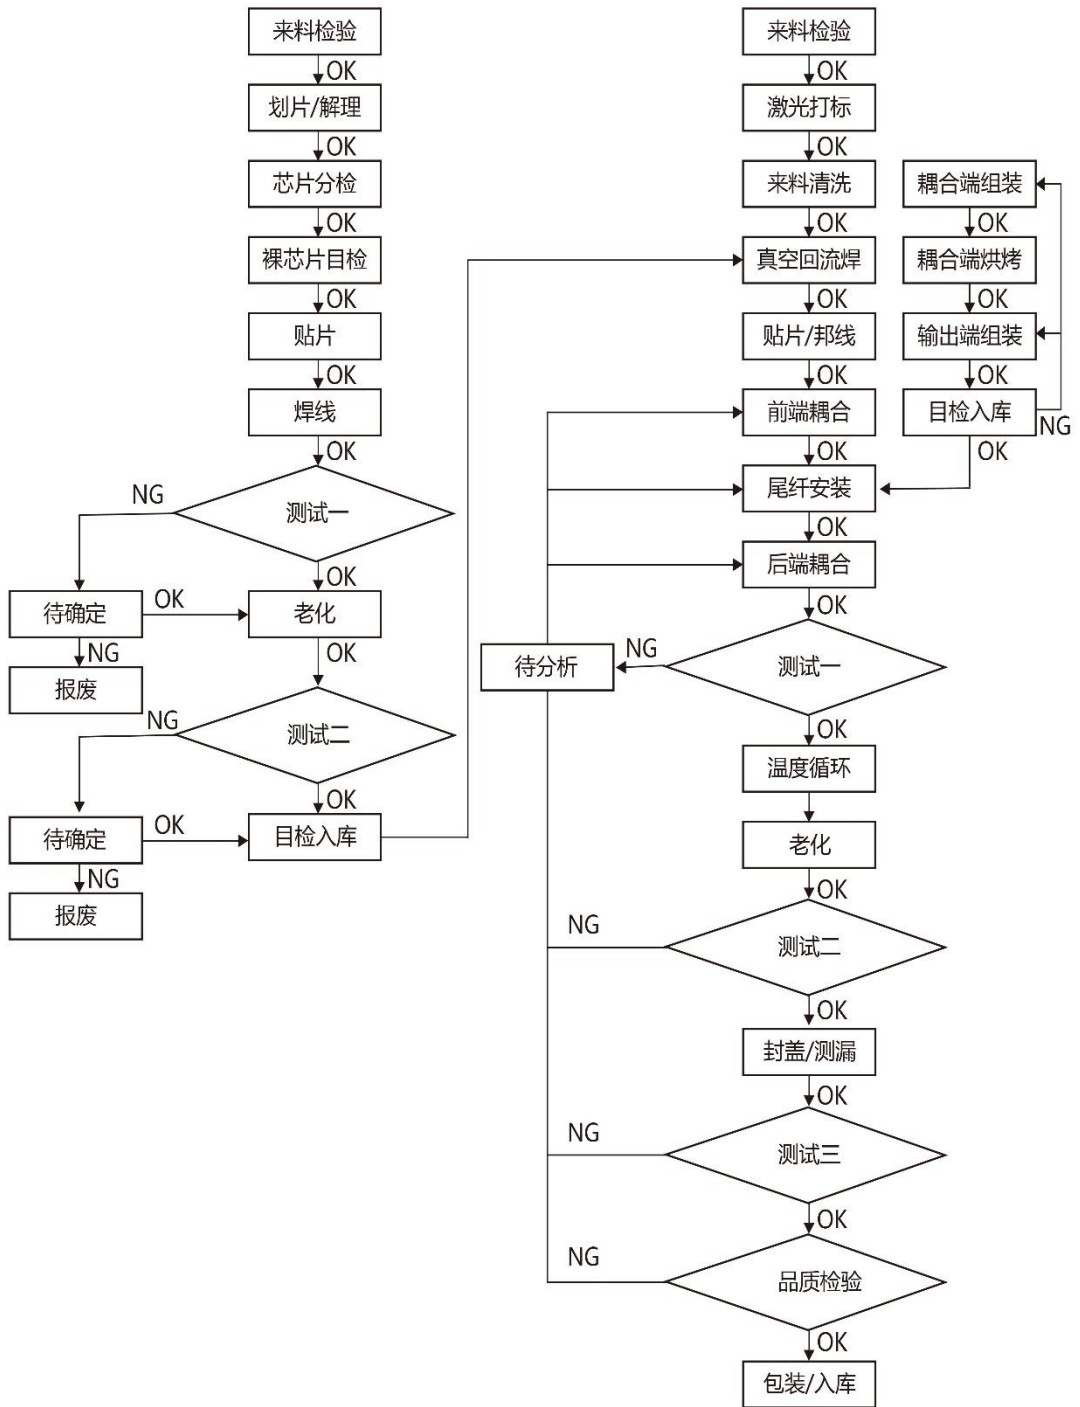 来料检验
OK
划片/解理
OK
芯片分检
OK
裸芯片目检
OK
贴片
OK
焊线
OK
NG
测试一
OK
待确定
OK
老化
NG
OK
报废
NG
测试二
OK
待确定
OK
目检入库
NG
报废
来料检验
OK
激光打标
OK
来料清洗
OK
真空回流焊
OK
贴片/邦线
OK
前端耦合
OK
尾纤安装
OK
后端耦合
OK
待分析
NG
测试一
OK
温度循环
老化
OK
NG
测试二
OK
封盖/测漏
OK
NG
测试三
OK
NG
品质检验
OK
包装/入库
耦合端组装
OK
耦合端烘烤
OK
输出端组装
OK
目检入库
NG
OK